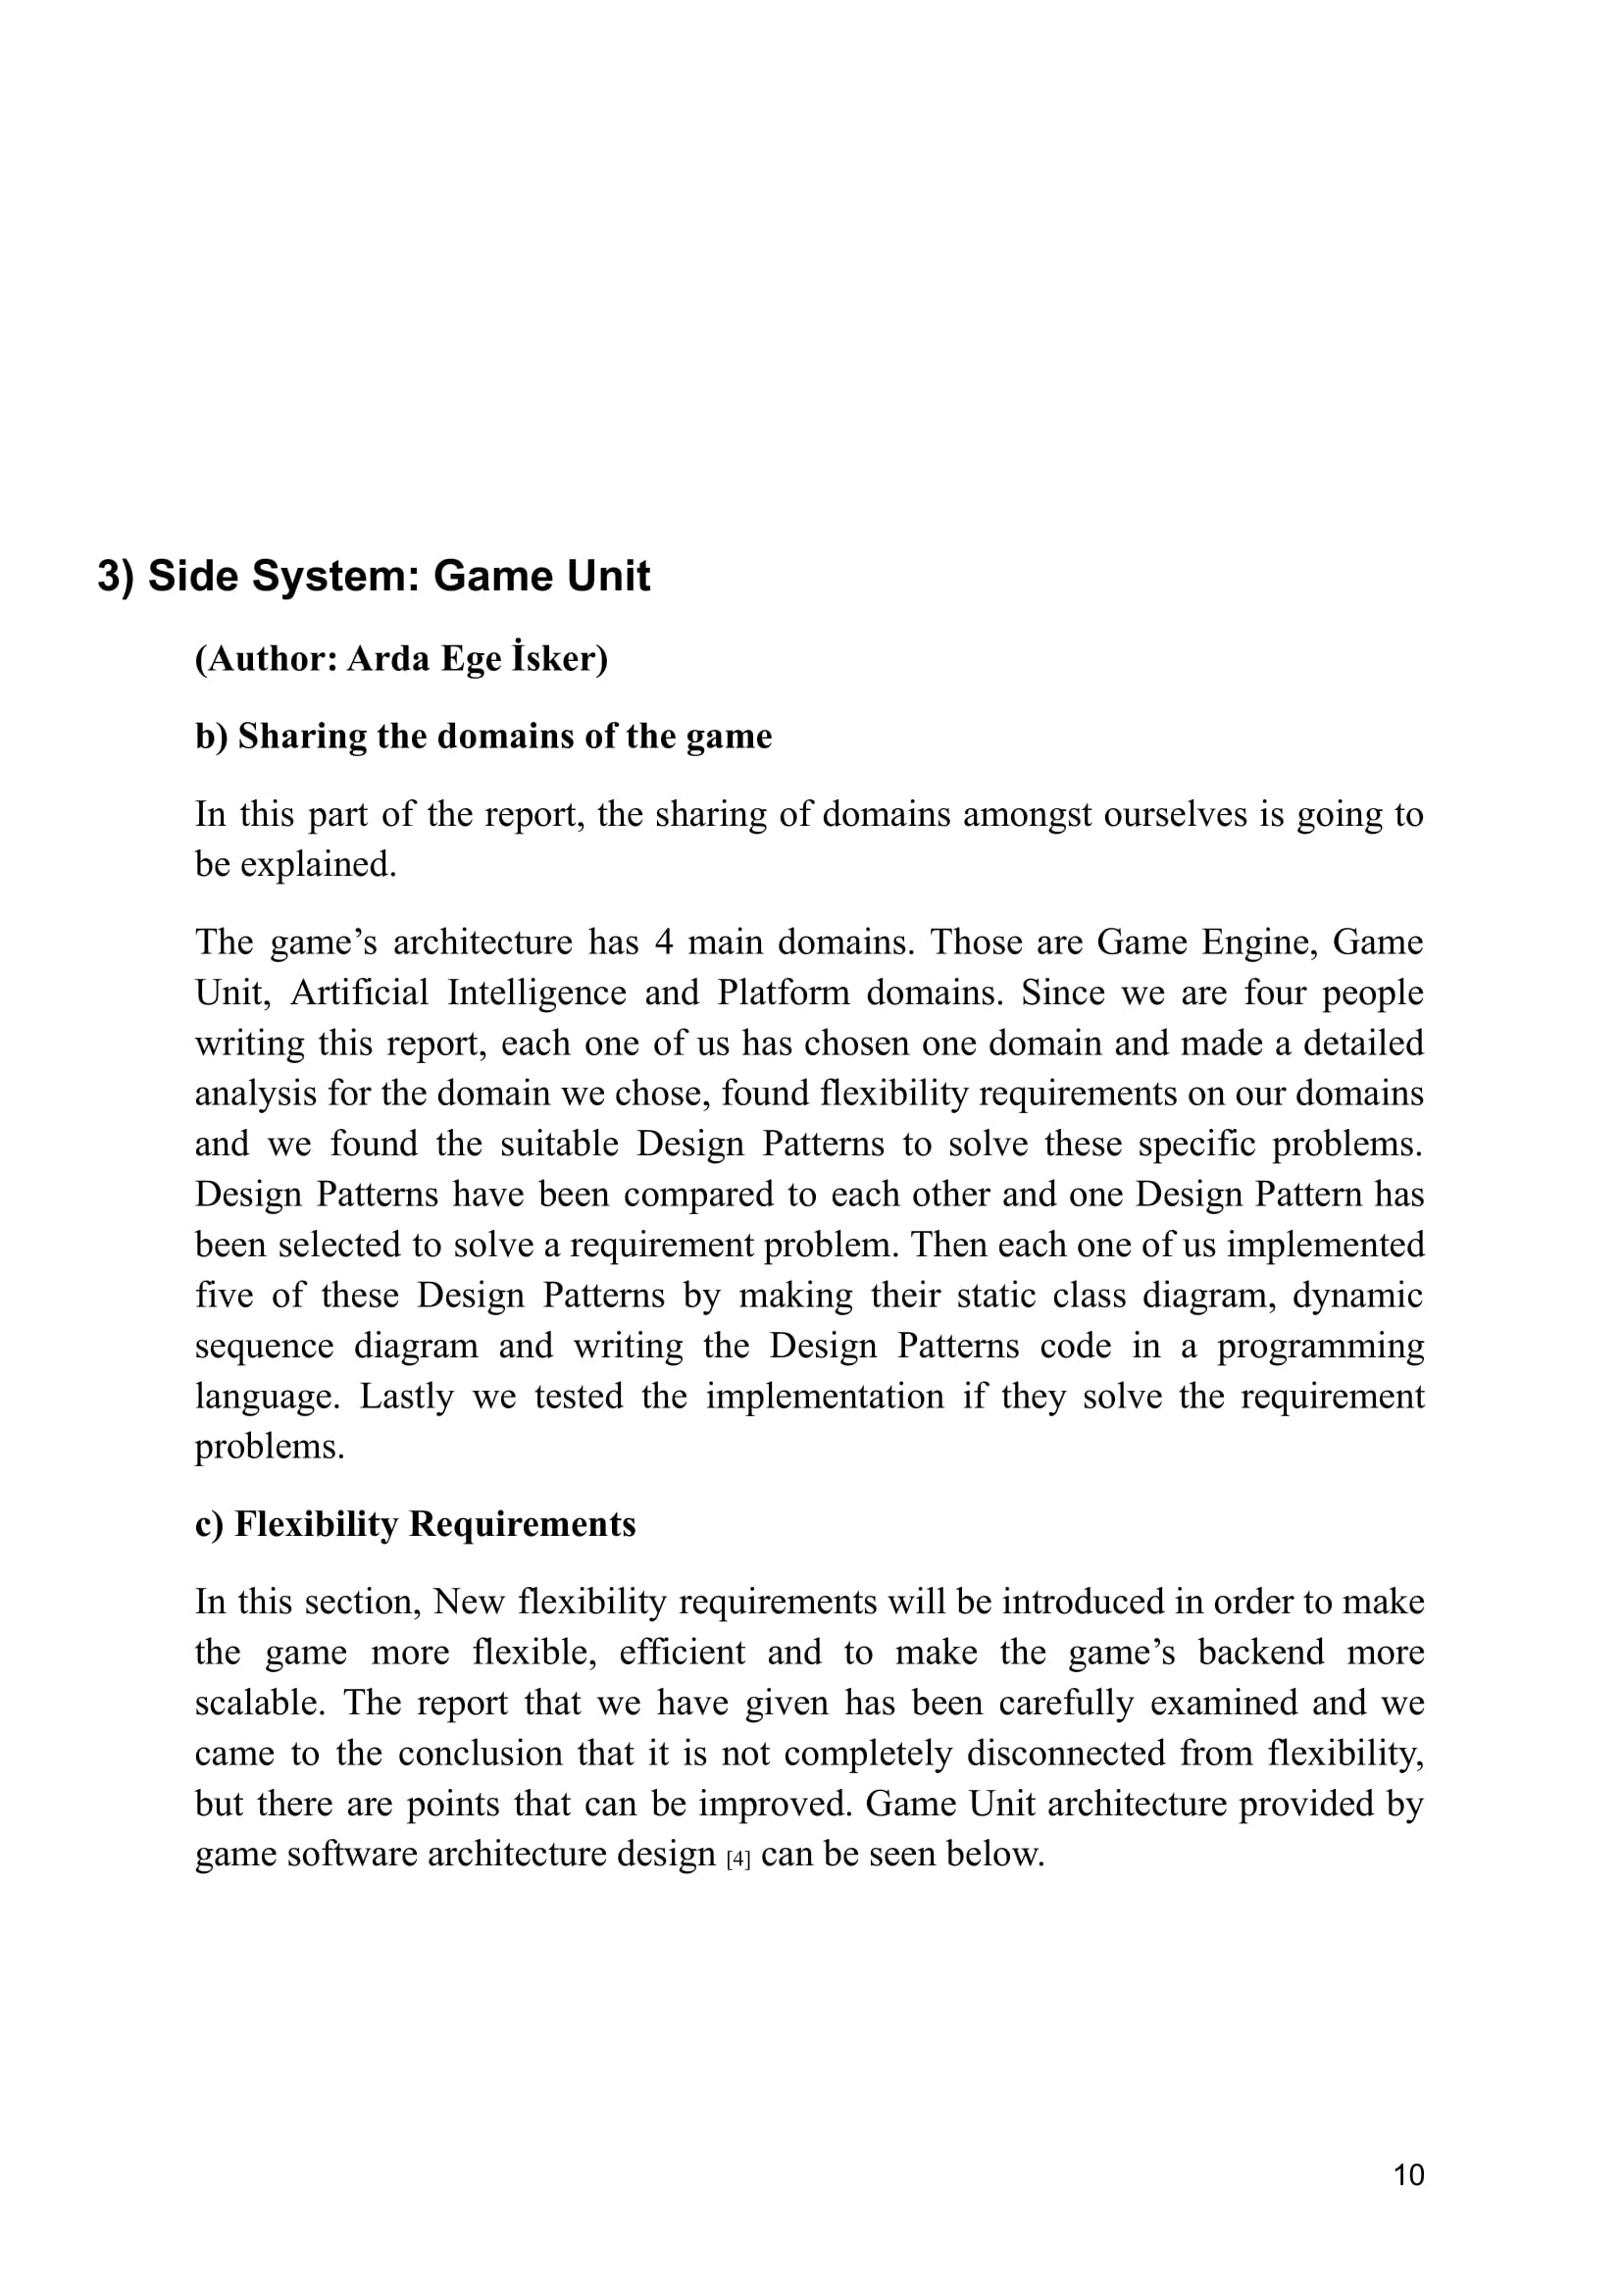 3) Side System: Game Unit
(Author: Arda Ege İsker)
b) Sharing the domains of the game
In this part of the report, the sharing of domains amongst ourselves is going to
be explained.
The game’s architecture has 4 main domains. Those are Game Engine, Game
Unit, Artificial Intelligence and Platform domains. Since we are four people
writing this report, each one of us has chosen one domain and made a detailed
analysis for the domain we chose, found flexibility requirements on our domains
and we found the suitable Design Patterns to solve these specific problems.
Design Patterns have been compared to each other and one Design Pattern has
been selected to solve a requirement problem. Then each one of us implemented
five of these Design Patterns by making their static class diagram, dynamic
sequence diagram and writing the Design Patterns code in a programming
language. Lastly we tested the implementation if they solve the requirement
problems.
c) Flexibility Requirements
In this section, New flexibility requirements will be introduced in order to make
the game more flexible, efficient and to make the game’s backend more
scalable. The report that we have given has been carefully examined and we
came to the conclusion that it is not completely disconnected from flexibility,
but there are points that can be improved. Game Unit architecture provided by
game software architecture design [4] can be seen below.
10